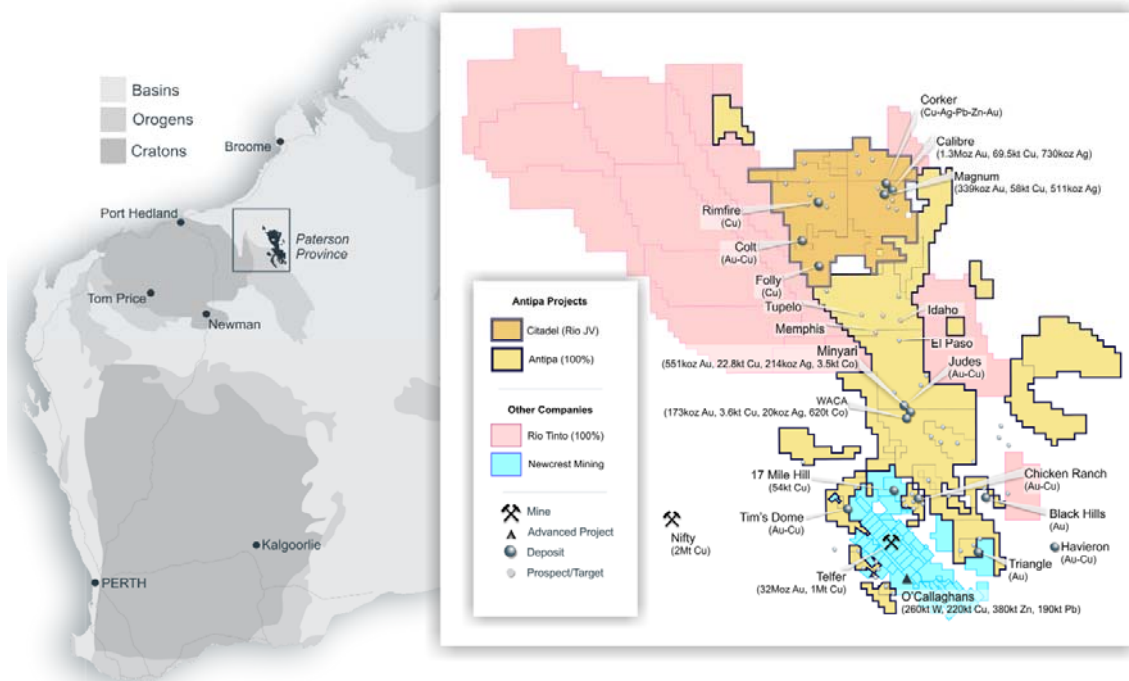 Basins
Orogens
Cratons
Broome
Port Hedland
Paterson
Province
Tom Price
Newman
Kalgoorlie
PERTH
Antipa Projects
Citadel (Rio JV)
Antipa (100%)
Other Companies
Rio Tinto (100%)
Newcrest Mining
Mine
Advanced Project
Deposit
Prospect/Target
Corker
(Cu-Ag-Pb-Zn-Au)
Calibre
(1.3Moz Au, 69.5kt Cu, 730koz Ag)
Magnum
(339koz Au, 58kt Cu, 511koz Ag)
Rimfire
(Cu)
Colt
(Au-Cu)
Folly
(Cu)
Tupelo
Idaho
Memphis
El Paso
Minyari
(551koz Au, 22.8kt Cu, 214koz Ag, 3.5kt Co)
Judes
(Au-Cu)
WACA
(173koz Au, 3.6kt Cu, 20koz Ag, 620t Co)
17 Mile Hill
(54kt Cu)
Chicken Ranch
(Au-Cu)
Tim's Dome
(Au-Cu)
Black Hills
(Au)
Nifty
(2Mt Cu)
Havieron
(Au-Cu)
Triangle
(Au)
Telfer
(32Moz Au, 1Mt Cu)
O'Callaghans
(260kt W, 220kt Cu, 380kt Zn, 190kt Pb)